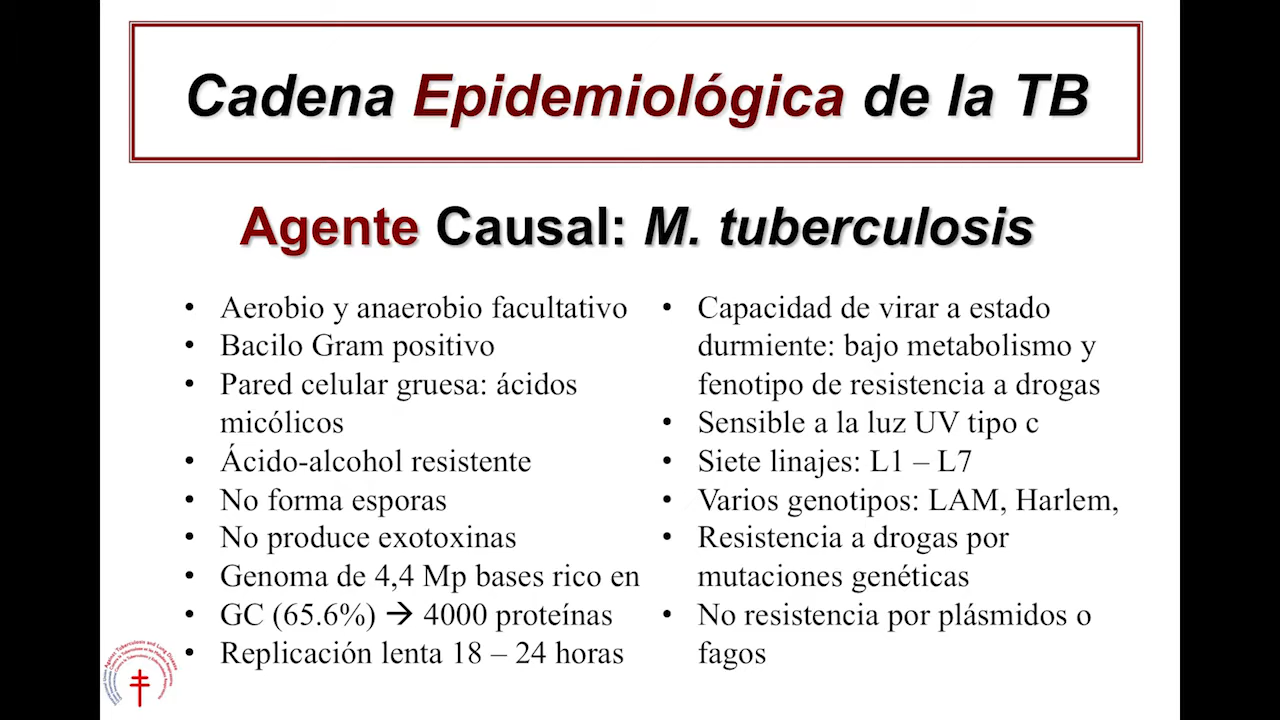 Cadena Epidemiológica de la TB
Agente Causal: M. tuberculosis
• Aerobio y anaerobio facultativo
• Bacilo Gram positivo
• Pared celular gruesa: ácidos
micólicos
• Ácido-alcohol resistente
• No forma esporas
• No produce exotoxinas
• Genoma de 4,4 Mp bases rico en
• GC (65.6%) → 4000 proteínas
• Replicación lenta 18 – 24 horas
• Capacidad de virar a estado
durmiente: bajo metabolismo y
fenotipo de resistencia a drogas
• Sensible a la luz UV tipo c
• Siete linajes: L1 – L7
• Varios genotipos: LAM, Harlem,
• Resistencia a drogas por
mutaciones genéticas
• No resistencia por plásmidos o
fagos